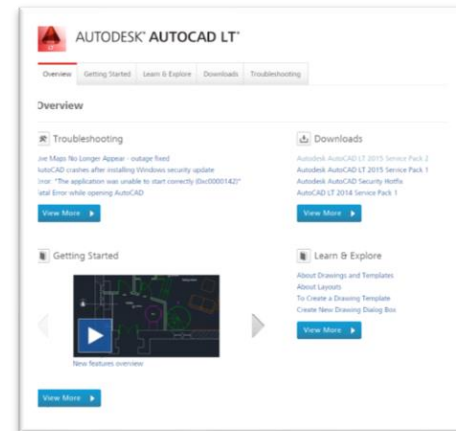 AUTODESK® AUTOCAD LT®
Overview
Getting Started
Learn & Explore
Downloads
Troubleshooting
Overview
Troubleshooting
ive Maps No Longer Appear - outage fixed
AutoCAD crashes after installing Windows security update
rror: "The application was unable to start correctly (0xc0000142)"
atal Error while opening AutoCAD
View More
Downloads
Autodesk AutoCAD LT 2015 Service Pack 2
Autodesk AutoCAD LT 2015 Service Pack 1
Autodesk AutoCAD Security Hotfix
AutoCAD LT 2014 Service Pack 1
View More
Getting Started
New features overview
View More
Learn & Explore
About Drawings and Templates
About Layouts
To Create a Drawing Template
Create New Drawing Dialog Box
View More